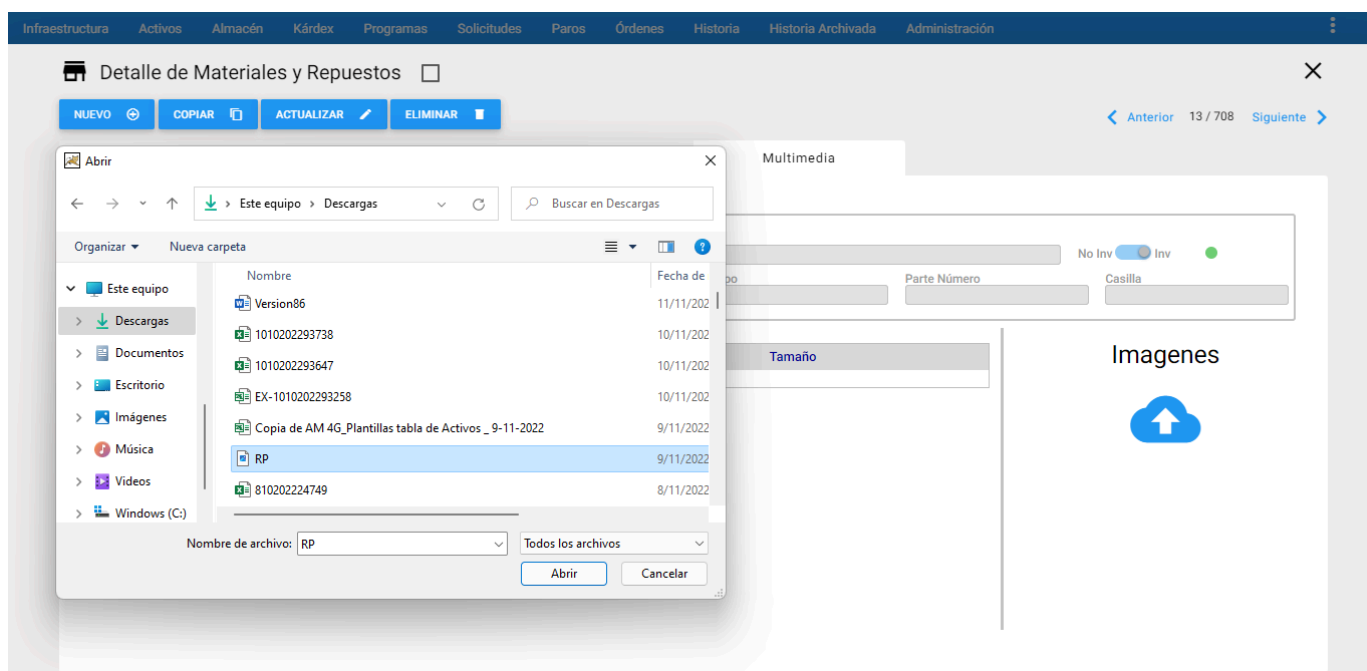 Infraestructura Activos Almacén Kárdex Programas Solicitudes Paros Órdenes Historia Historia Archivada Administración
Detalle de Materiales y Repuestos
NUEVO COPIAR ACTUALIZAR ELIMINAR
Anterior 13 / 708 Siguiente
Abrir
Multimedia
Este equipo > Descargas
Buscar en Descargas
Organizar Nueva carpeta
No Inv Inv
Parte Número Casilla
Nombre Fecha de
Este equipo
Descargas
Documentos
Escritorio
Imágenes
Música
Videos
Windows (C:)
Version86 11/11/202
1010202293738 10/11/202
1010202293647 10/11/202
EX-1010202293258 10/11/202
Copia de AM 4G_Plantillas tabla de Activos _ 9-11-2022 9/11/2022
RP 9/11/2022
810202224749 8/11/2022
Tamaño
Imagenes
Nombre de archivo: RP
Todos los archivos
Abrir Cancelar